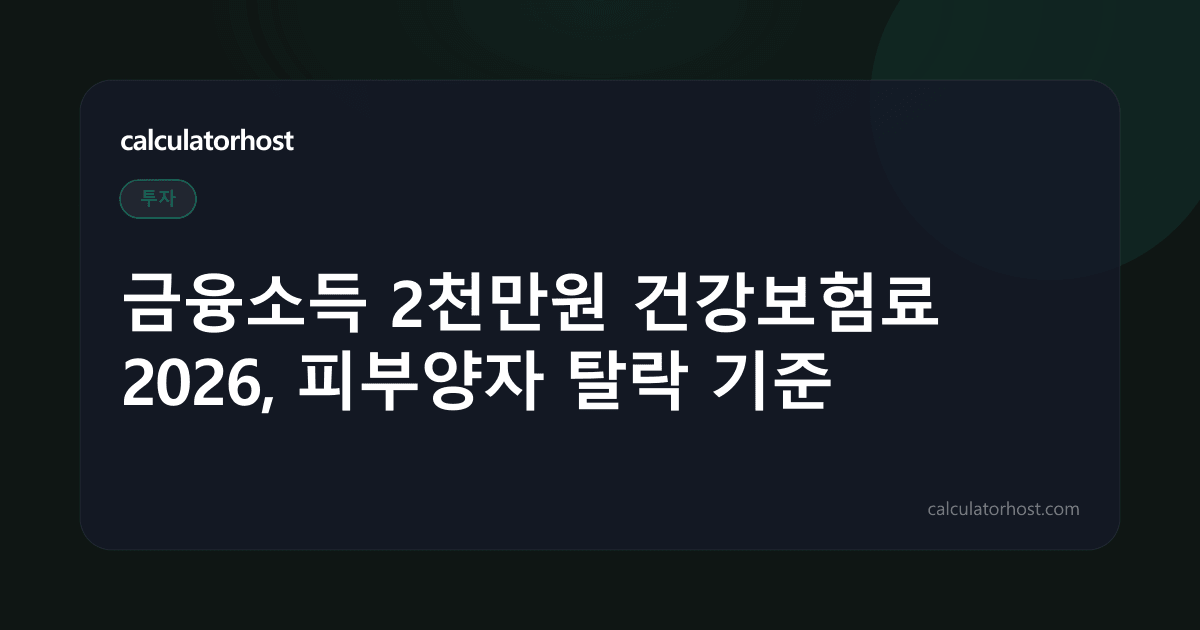 calculatorhost
투자
금융소득 2천만원 건강보험료
2026, 피부양자 탈락 기준
calculatorhost.com